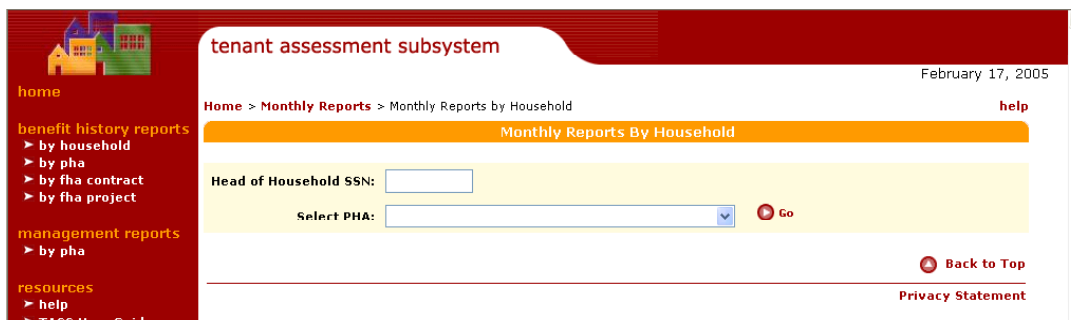 tenant assessment subsystem
February 17, 2005
home
Home > Monthly Reports > Monthly Reports by Household
help
benefit history reports
by household
by pha
by fha contract
by fha project
management reports
by pha
resources
help
Monthly Reports By Household
Head of Household SSN:
Select PHA:
Go
Back to Top
Privacy Statement